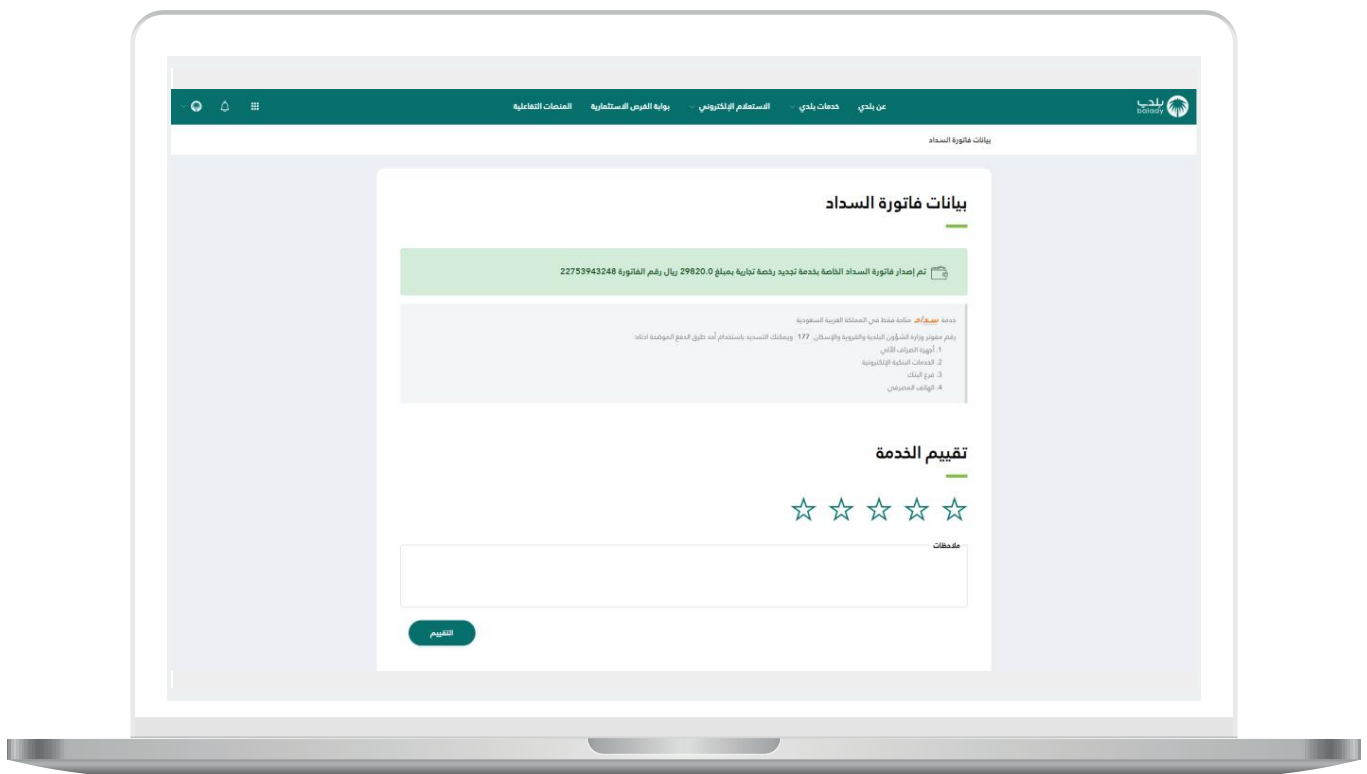 بلدي
balady
عن بلدي
خدمات بلدي
الاستعلام الإلكتروني
بوابة الفرص الاستثمارية
المنصات التفاعلية
بيانات فاتورة السداد
بيانات فاتورة السداد
تم إصدار فاتورة السداد الخاصة بخدمة تجديد رخصة تجارية بمبلغ 29820.0 ريال رقم الفاتورة 22753943248
خدمة سداد متاحة فقط في المملكة العربية السعودية
رقم مفوتر وزارة الشؤون البلدية والقروية والإسكان 177 ويمكنك التسديد باستخدام أحد طرق الدفع الموضحة ادناه
1. أجهزة الصراف الآلي
2. الخدمات البنكية الإلكترونية
3. فرع البنك
4. الهاتف المصرفي
تقييم الخدمة
ملاحظات
التقييم